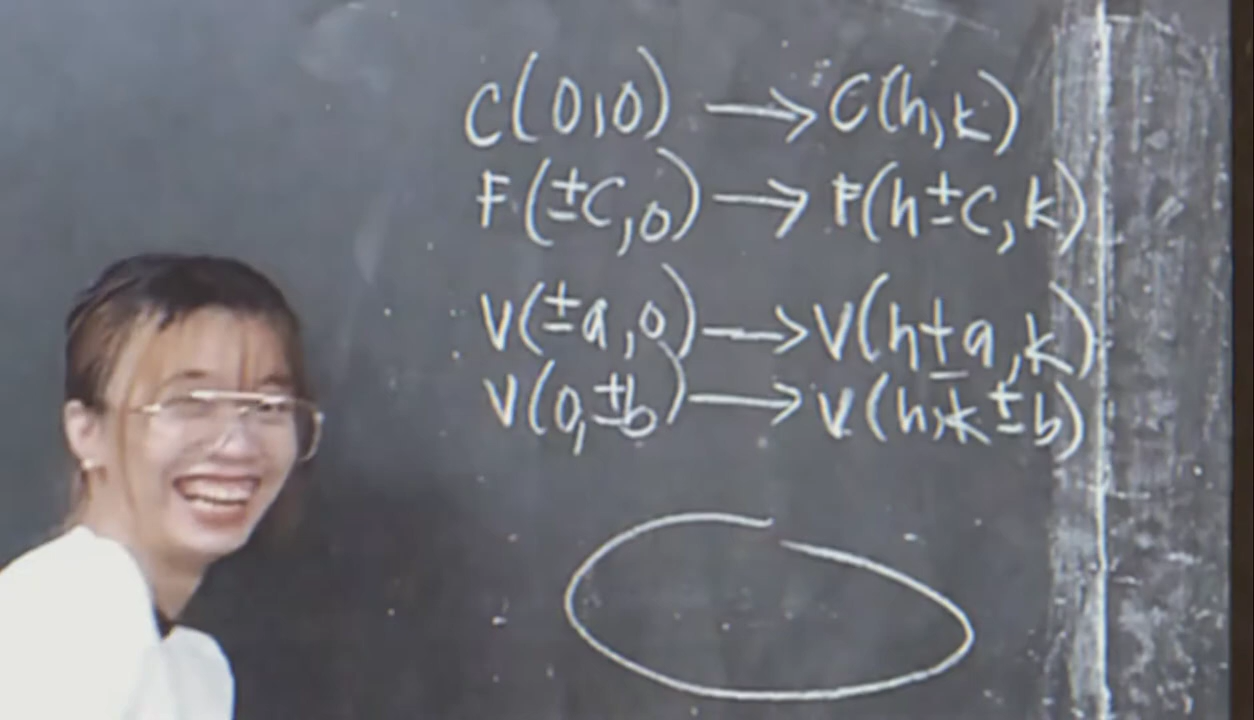 C(0,0) → C(h,k)
F(±c,0) → F(h±c,k)
V(±a,0) → V(h±a,k)
V(0,±b) → V(h,k±b)